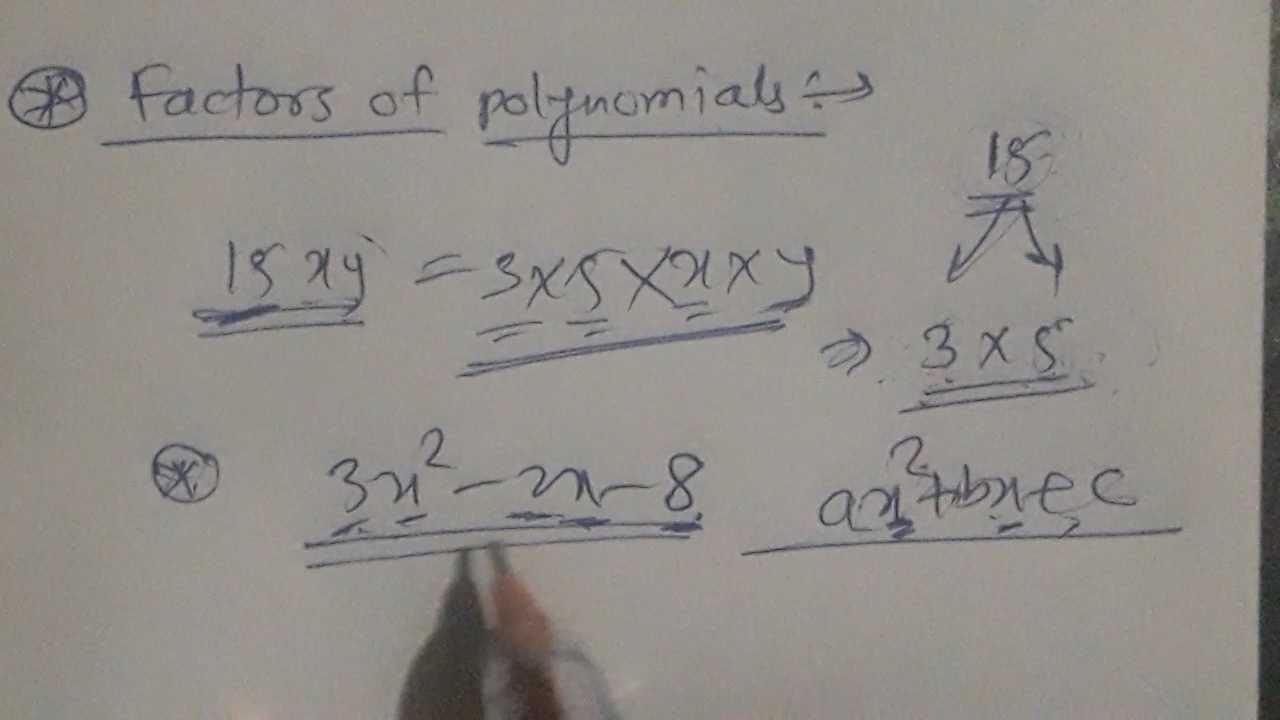 Factors of polynomials :→
15
15 xy = 3 x 5 x x x y
⇒ 3 x 5
3x² - 2x - 8 ax² + bx + c